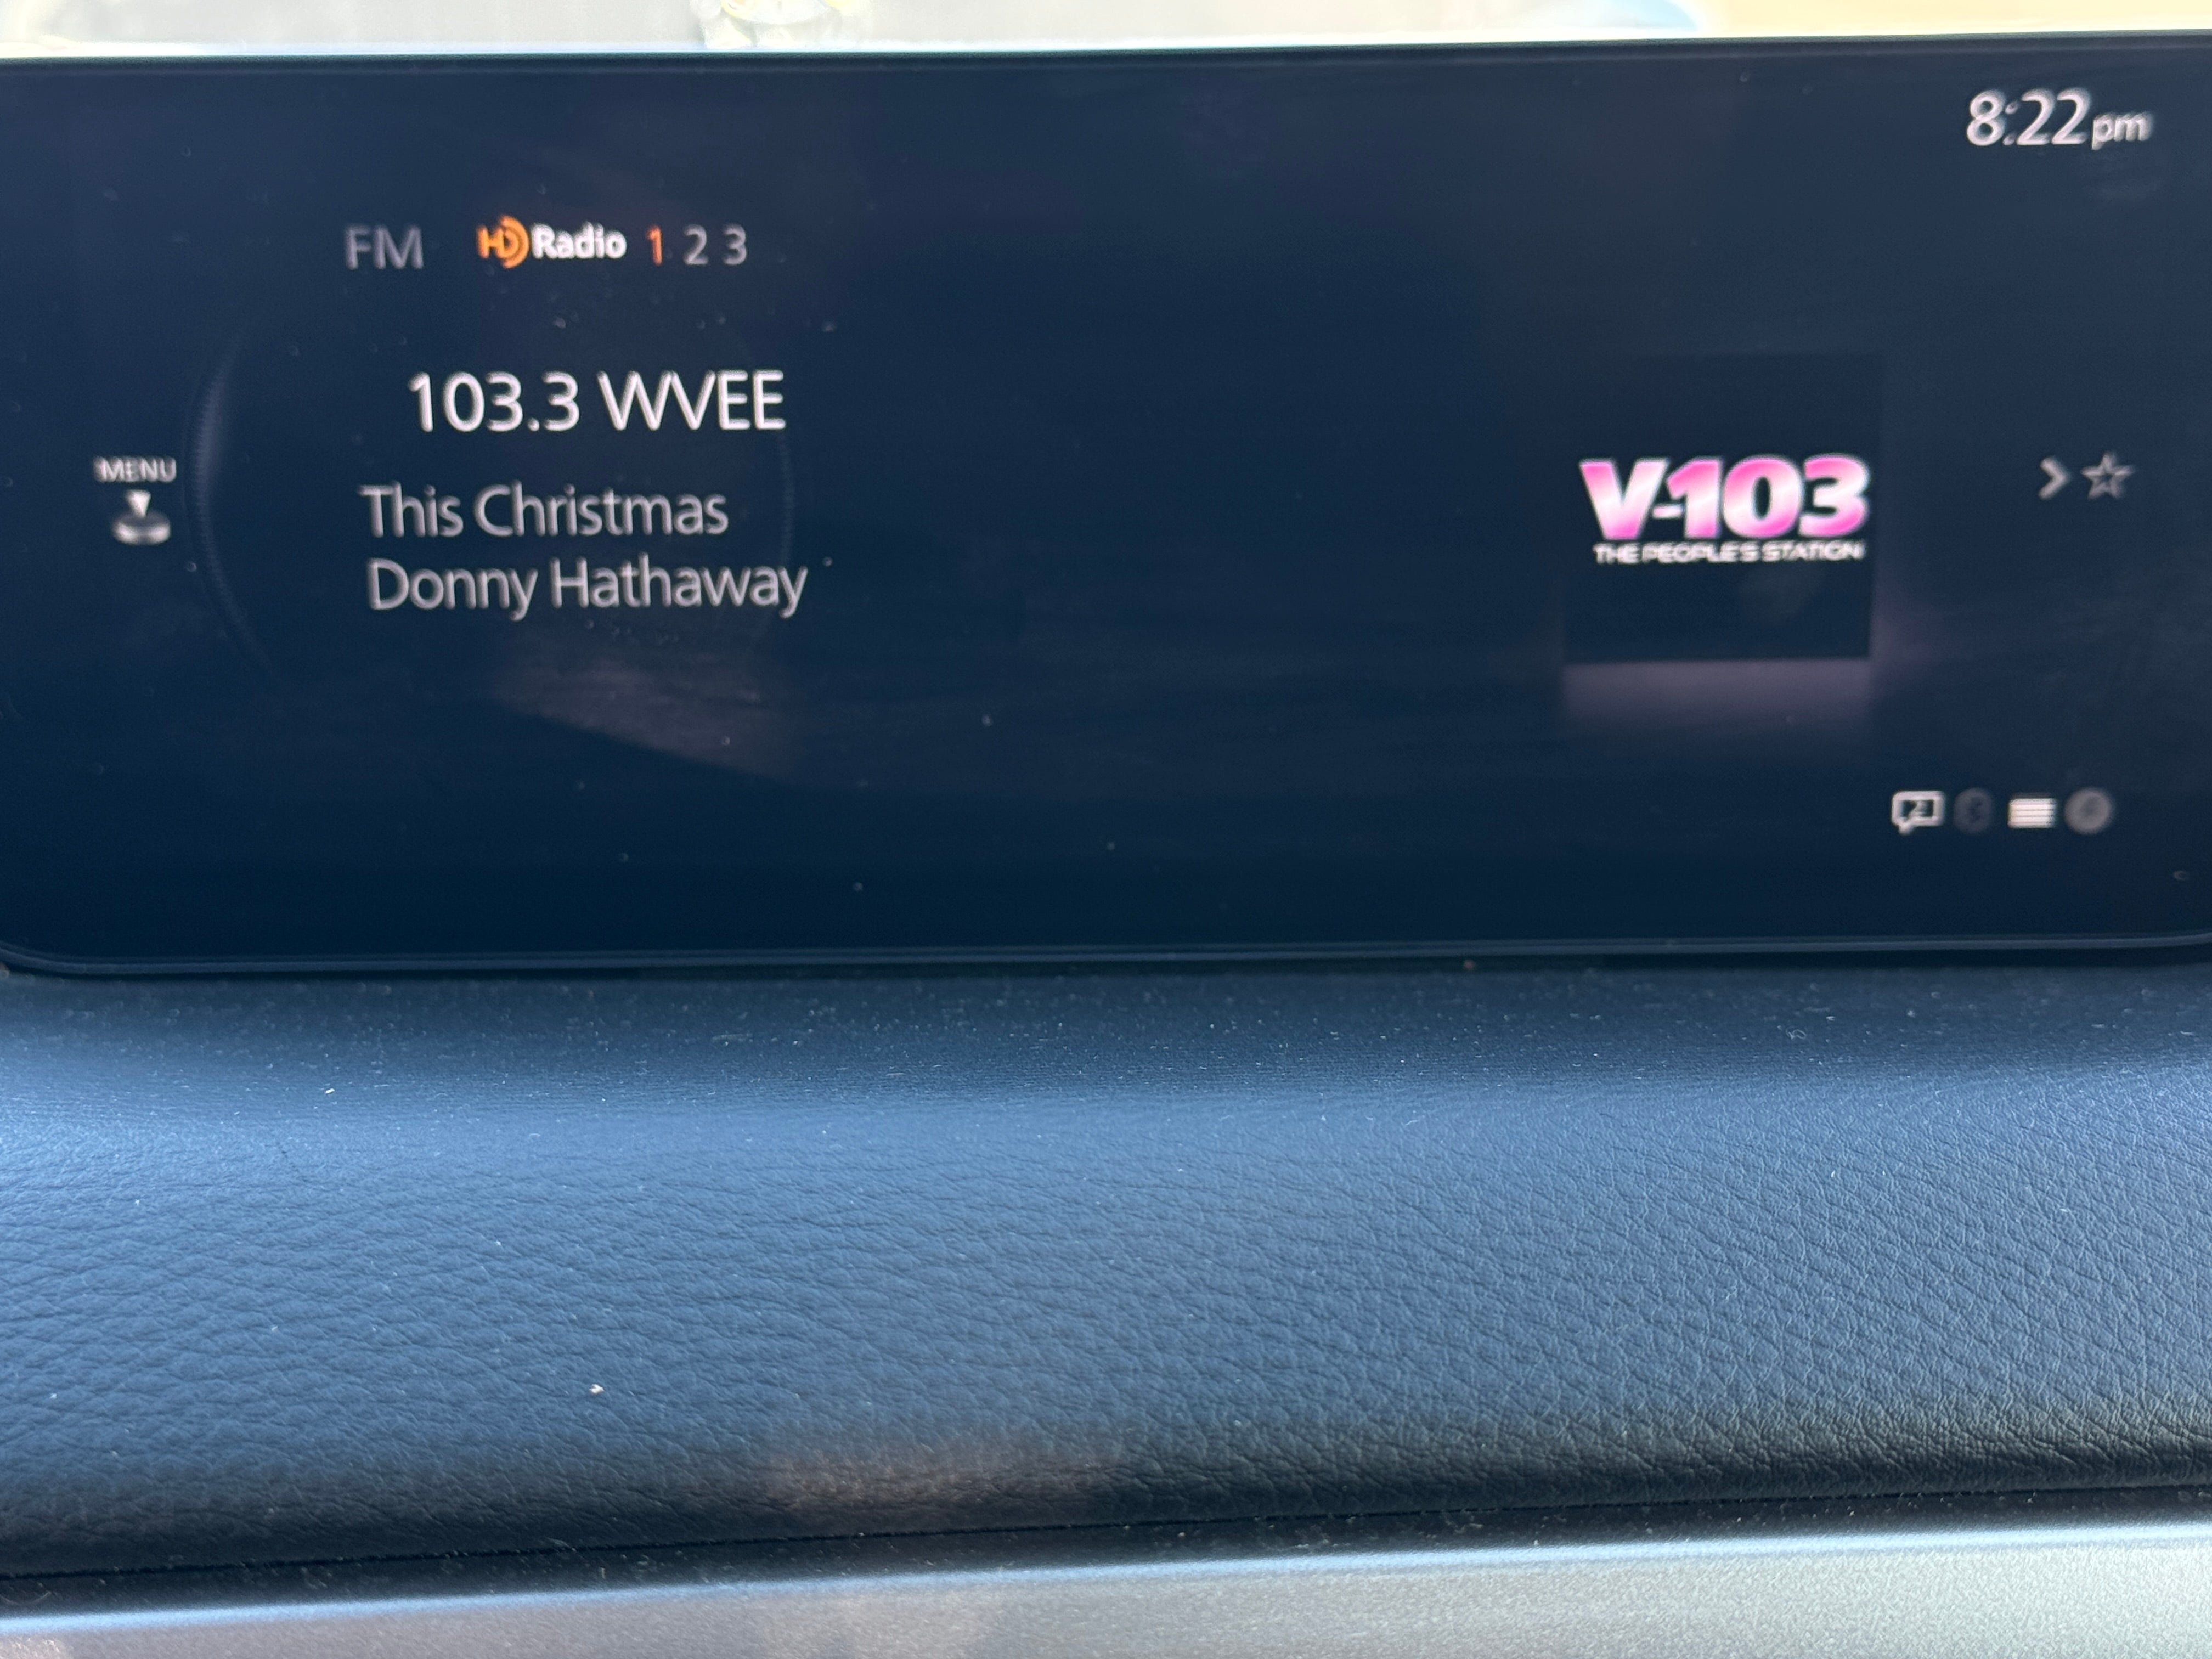 8:22pm
FM HD Radio 1 2 3
103.3 WVEE
MENU
This Christmas
Donny Hathaway
V-103
THE PEOPLE'S STATION